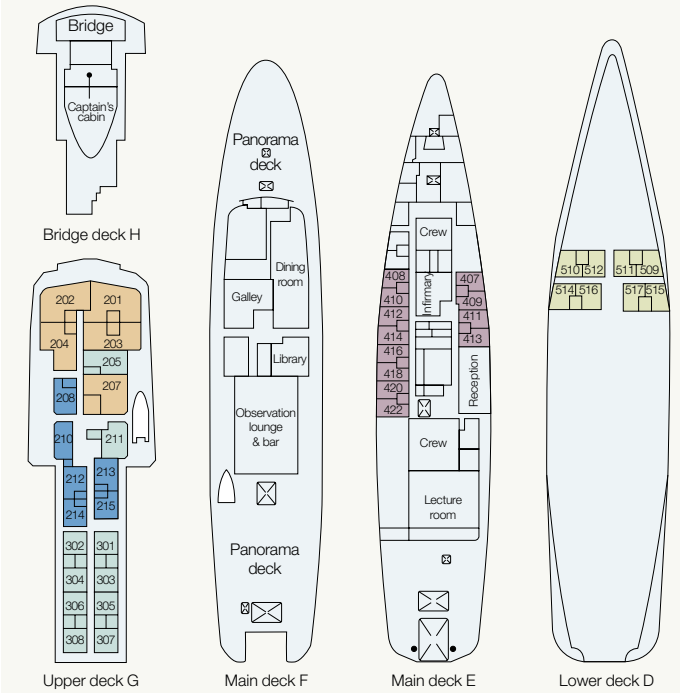 Bridge
Captain's
cabin
Bridge deck H
202 201
204 203
205
207
208
210 211
212 213
214 215
302 301
304 303
306 305
308 307
Upper deck G
Panorama
deck
Dining
room
Galley
Library
Observation
lounge
& bar
Panorama
deck
Main deck F
Crew
408 407
Infirmary
410 409
412 411
414 413
416
418
420
422
Reception
Crew
Lecture
room
Main deck E
510 512 511 509
514 516 517 515
Lower deck D